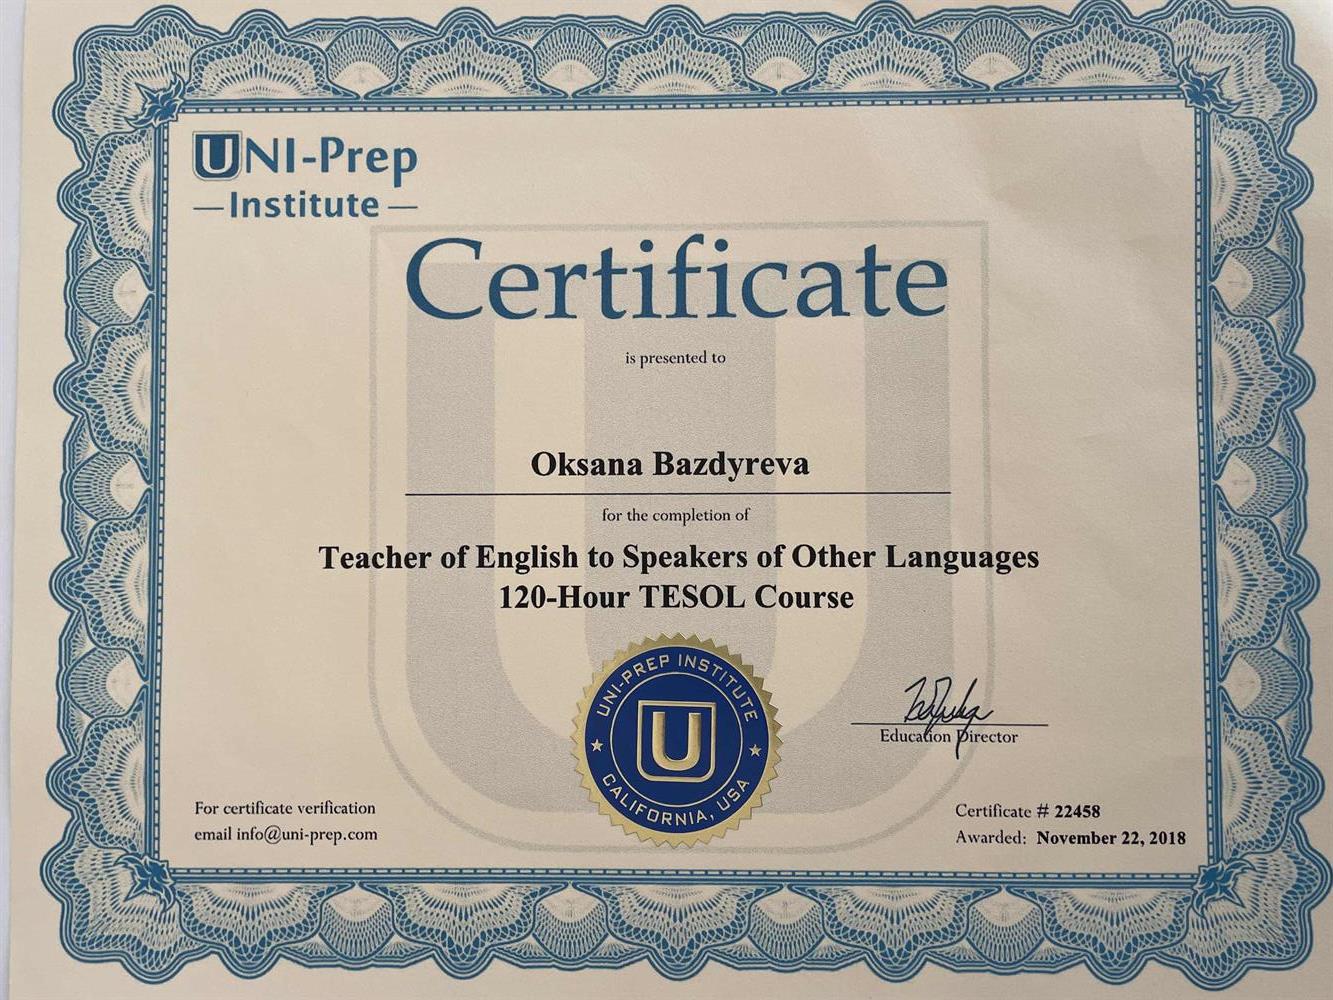 UNI-Prep
Institute
Certificate
is presented to
Oksana Bazdyreva
for the completion of
Teacher of English to Speakers of Other Languages
120-Hour TESOL Course
UNI-PREP INSTITUTE
U
CALIFORNIA, USA
Education Director
For certificate verification
email info@uni-prep.com
Certificate # 22458
Awarded: November 22, 2018